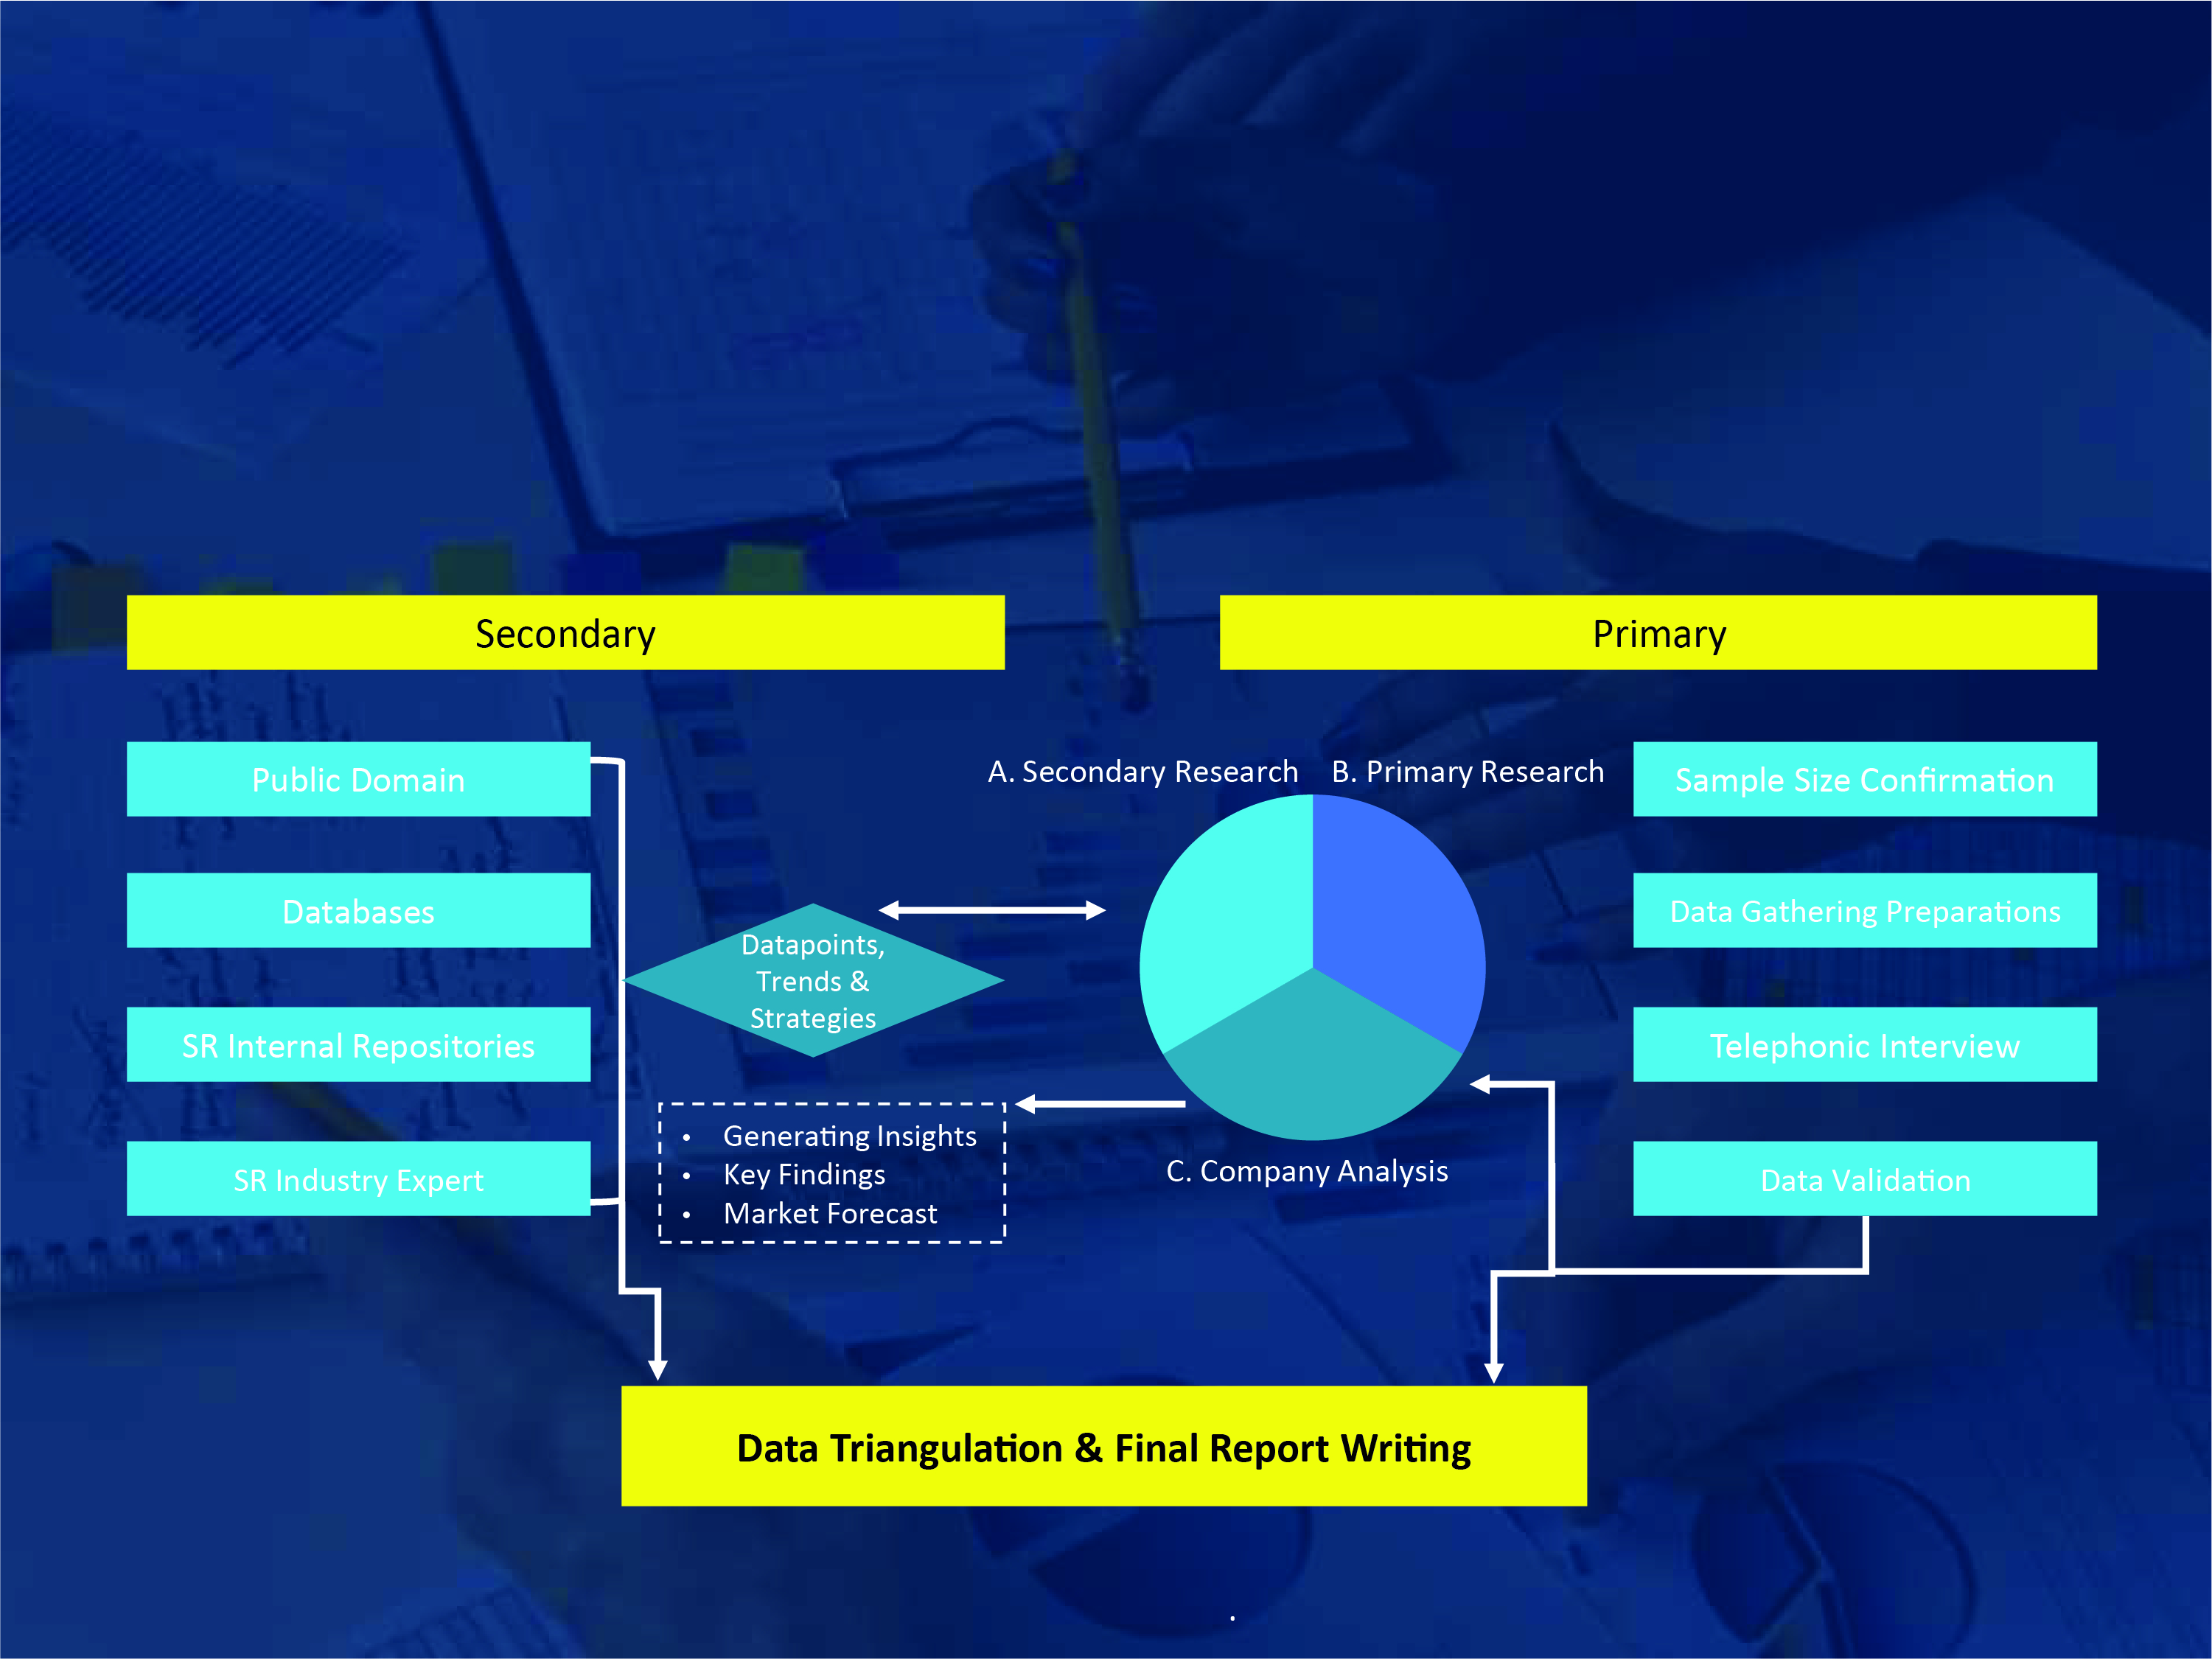 Secondary
Primary
Public Domain
Databases
SR Internal Repositories
SR Industry Expert
Datapoints,
Trends &
Strategies
A. Secondary Research
B. Primary Research
C. Company Analysis
• Generating Insights
• Key Findings
• Market Forecast
Sample Size Confirmation
Data Gathering Preparations
Telephonic Interview
Data Validation
Data Triangulation & Final Report Writing
.